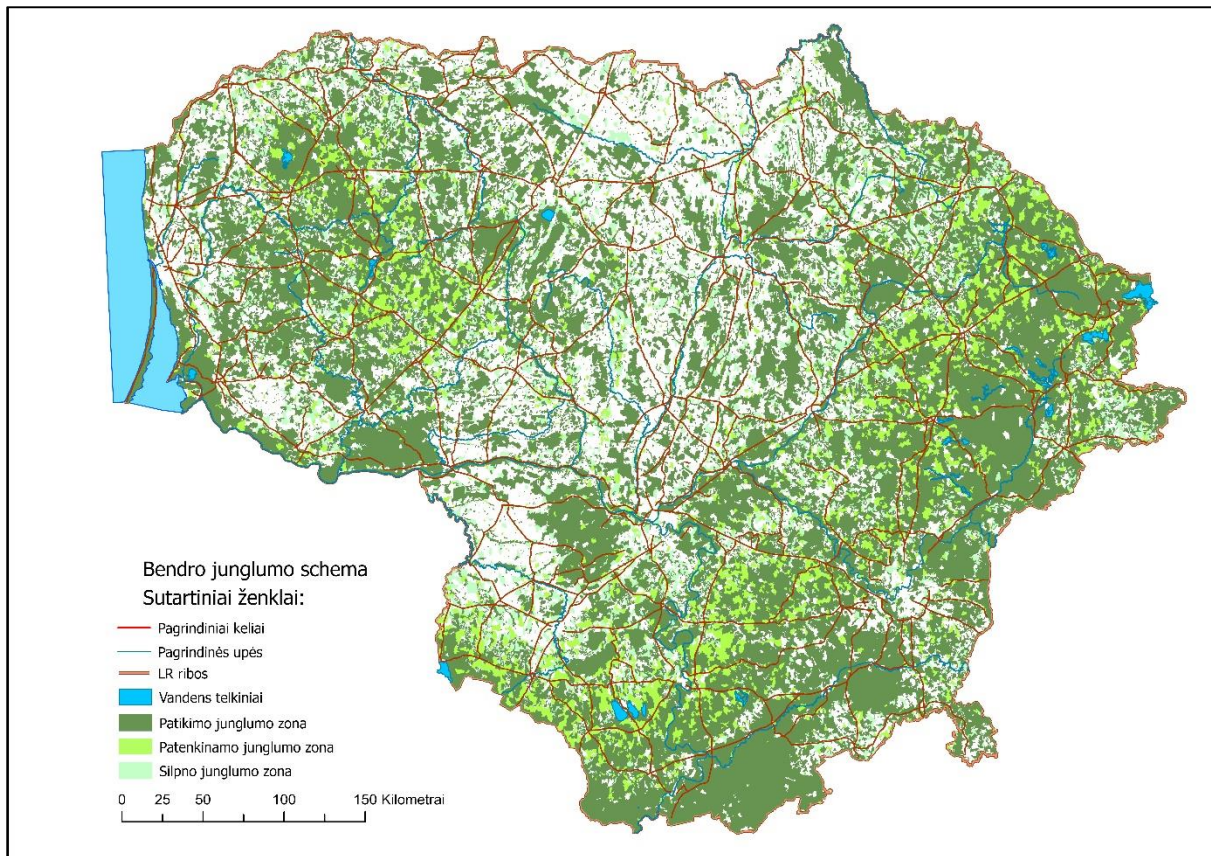 Bendro junglumo schema
Sutartiniai ženklai:
Pagrindiniai keliai
Pagrindinės upės
LR ribos
Vandens telkiniai
Patikimo junglumo zona
Patenkinamo junglumo zona
Silpno junglumo zona
0 25 50 100 150 Kilometrai